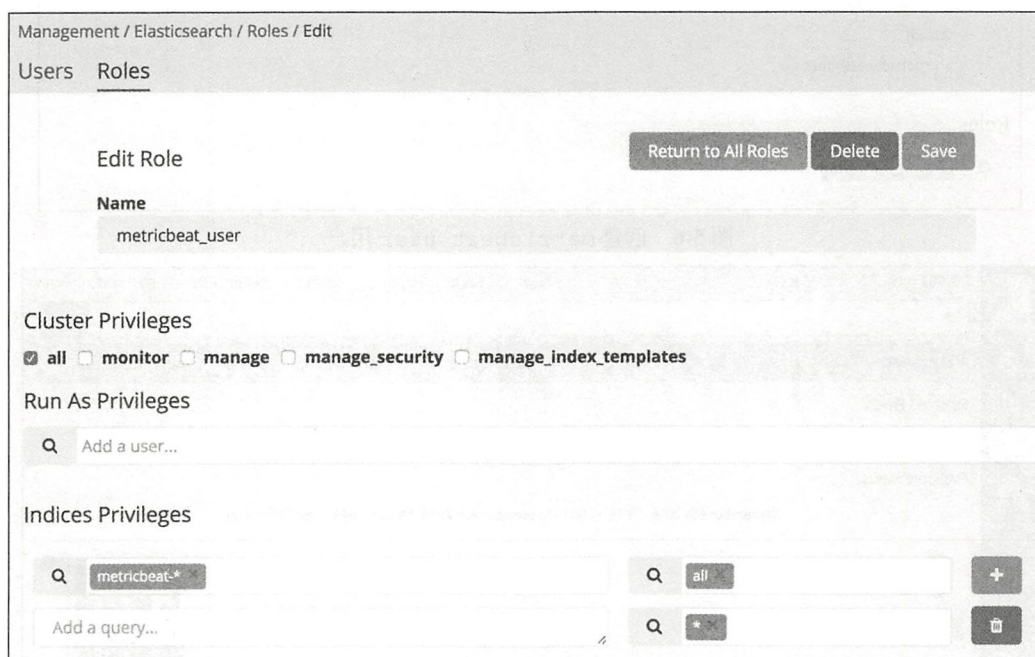 Management / Elasticsearch / Roles / Edit
Users Roles
Edit Role
Return to All Roles Delete Save
Name
metricbeat_user
Cluster Privileges
all monitor manage manage_security manage_index_templates
Run As Privileges
Add a user...
Indices Privileges
metricbeat-* × all × +
Add a query... * ×